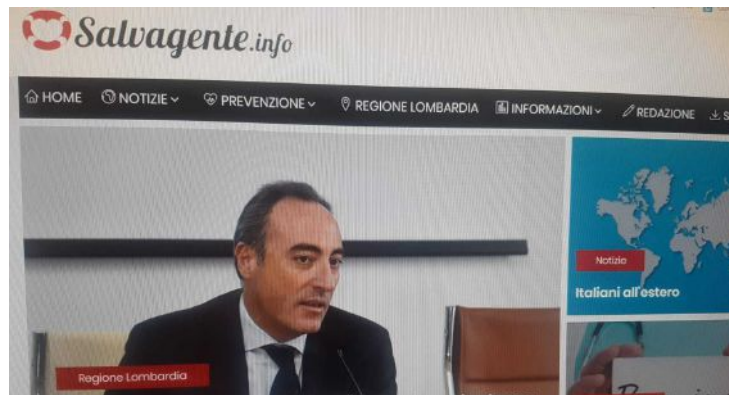 Salvagente.info
HOME NOTIZIE PREVENZIONE REGIONE LOMBARDIA INFORMAZIONI REDAZIONE
Notizie
Italiani all'estero
Regione Lombardia